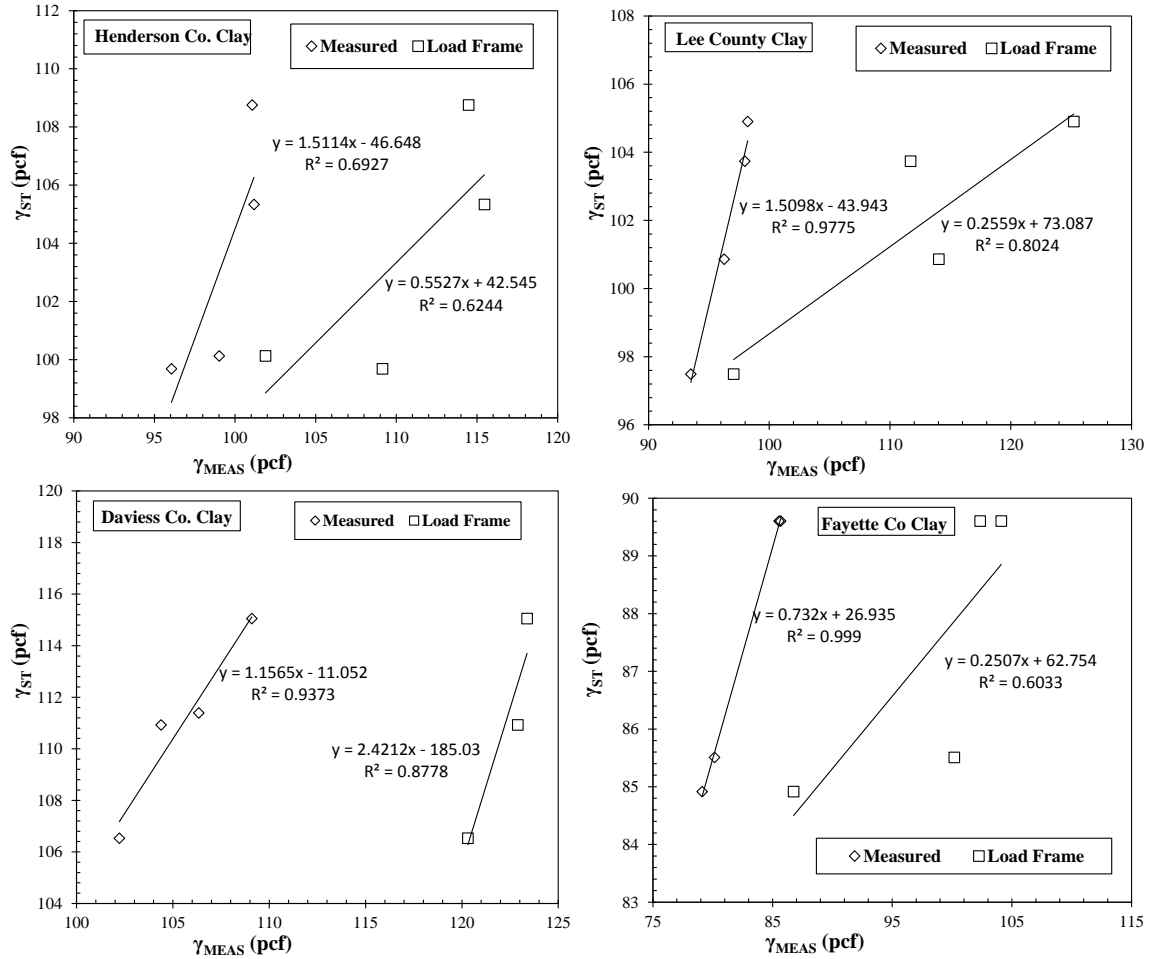 Henderson Co. Clay
Measured Load Frame
112
110
108
106
104
102
100
98
γST (pcf)
y = 1.5114x - 46.648
R² = 0.6927
y = 0.5527x + 42.545
R² = 0.6244
90 95 100 105 110 115 120
γMEAS (pcf)
Lee County Clay
Measured Load Frame
108
106
104
102
100
98
96
γST (pcf)
y = 1.5098x - 43.943
R² = 0.9775
y = 0.2559x + 73.087
R² = 0.8024
90 100 110 120 130
γMEAS (pcf)
Daviess Co. Clay
Measured Load Frame
120
118
116
114
112
110
108
106
104
γST (pcf)
y = 1.1565x - 11.052
R² = 0.9373
y = 2.4212x - 185.03
R² = 0.8778
100 105 110 115 120 125
γMEAS (pcf)
Fayette Co Clay
90
89
88
87
86
85
84
83
γST (pcf)
y = 0.732x + 26.935
R² = 0.999
y = 0.2507x + 62.754
R² = 0.6033
Measured Load Frame
75 85 95 105 115
γMEAS (pcf)